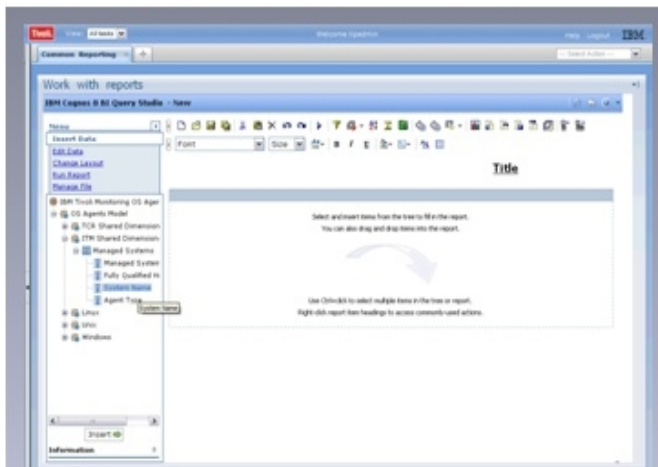 Tivoli. View: All tasks Welcome tipadmin Help Logout IBM
Common Reporting -- Select Action --
Work with reports
IBM Cognos 8 BI Query Studio - New
Menu
Insert Data
Edit Data
Change Layout
Run Report
Manage File
Font Size
Title
IBM Tivoli Monitoring OS Agen
OS Agents Model
TCR Shared Dimension
ITM Shared Dimension
Managed Systems
Managed System
Fully Qualified H
System Name
Agent Type
System Name
Linux
Unix
Windows
Select and insert items from the tree to fill in the report.
You can also drag and drop items into the report.
Use Ctrl+click to select multiple items in the tree or report.
Right-click report item headings to access commonly used actions.
Insert
Information